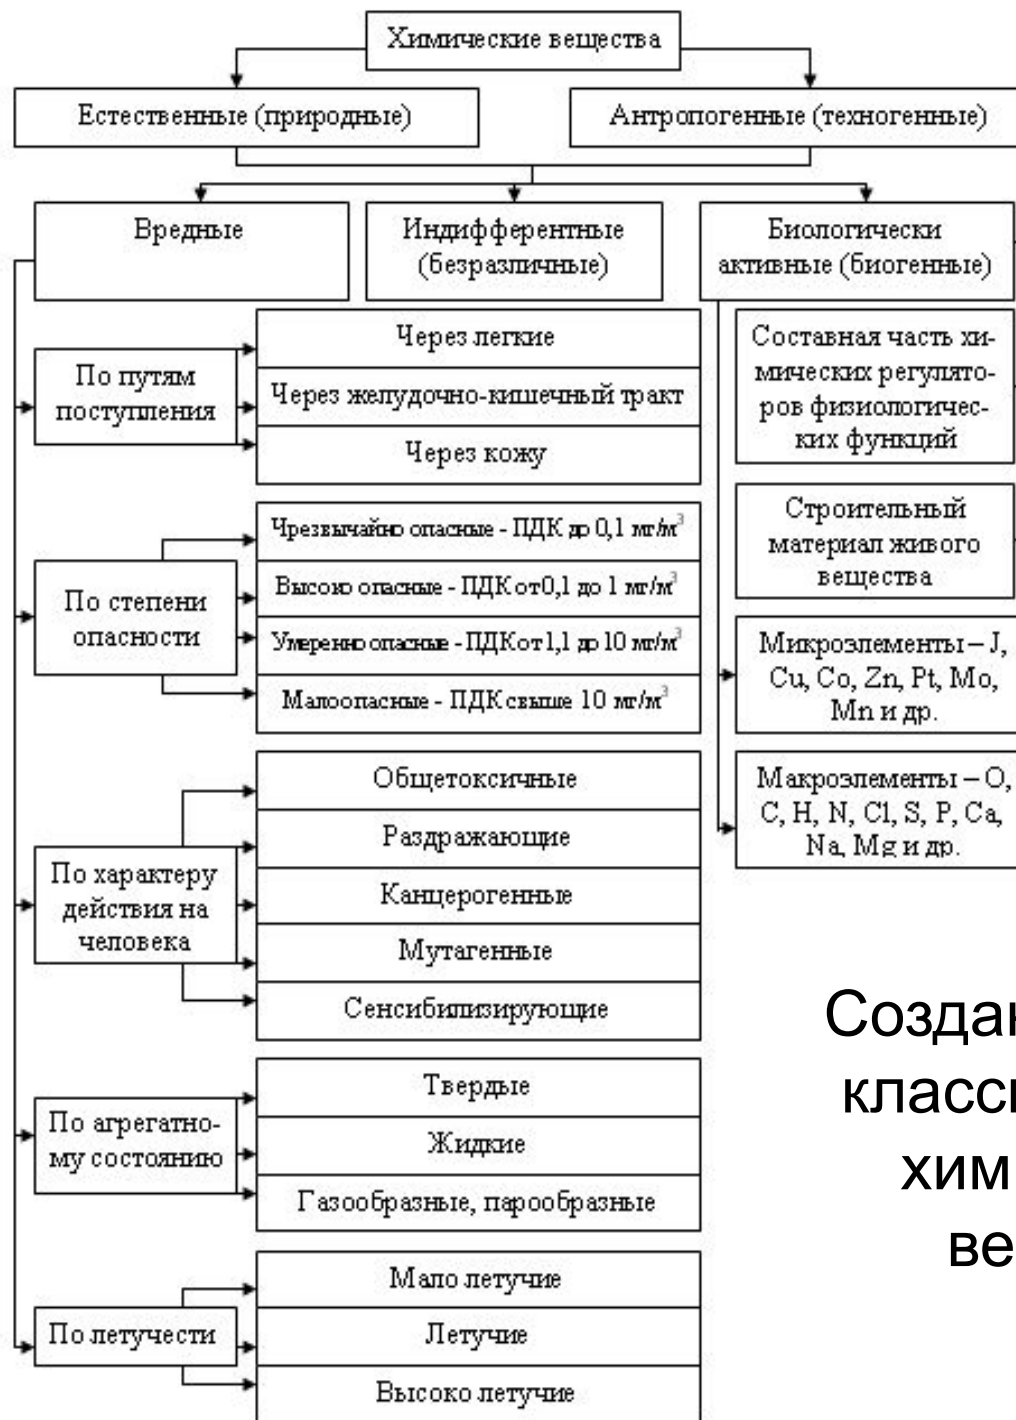 Химические вещества
Естественные (природные)
Антропогенные (техногенные)
Вредные
Индифферентные
(безразличные)
Биологически
активные (биогенные)
По путям
поступления
Через легкие
Через желудочно-кишечный тракт
Через кожу
По степени
опасности
Чрезвычайно опасные - ПДК до 0,1 мг/м³
Высоко опасные - ПДК от 0,1 до 1 мг/м³
Умеренно опасные - ПДК от 1,1 до 10 мг/м³
Малоопасные - ПДК свыше 10 мг/м³
По характеру
действия на
человека
Общетоксичные
Раздражающие
Канцерогенные
Мутагенные
Сенсибилизирующие
По агрегатно-
му состоянию
Твердые
Жидкие
Газообразные, парообразные
По летучести
Мало летучие
Летучие
Высоко летучие
Составная часть хи-
мических регулято-
ров физиологичес-
ких функций
Строительный
материал живого
вещества
Микроэлементы – J,
Cu, Co, Zn, Pt, Mo,
Mn и др.
Макроэлементы – O,
C, H, N, Cl, S, P, Ca,
Na, Mg и др.